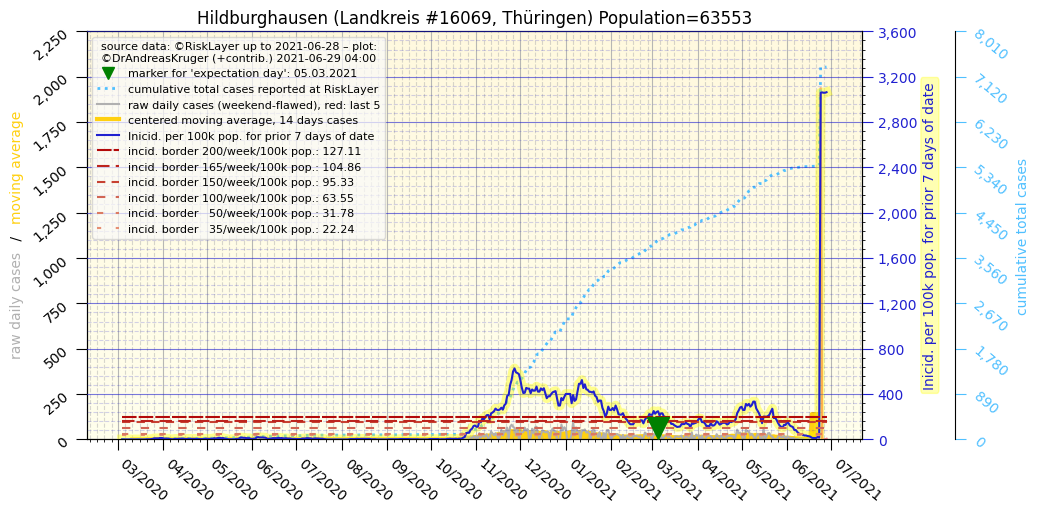 Hildburghausen (Landkreis #16069, Thüringen) Population=63553
source data: ©RiskLayer up to 2021-06-28 – plot:
©DrAndreasKruger (+contrib.) 2021-06-29 04:00
marker for 'expectation day': 05.03.2021
cumulative total cases reported at RiskLayer
raw daily cases (weekend-flawed), red: last 5
centered moving average, 14 days cases
Inicid. per 100k pop. for prior 7 days of date
incid. border 200/week/100k pop.: 127.11
incid. border 165/week/100k pop.: 104.86
incid. border 150/week/100k pop.: 95.33
incid. border 100/week/100k pop.: 63.55
incid. border   50/week/100k pop.: 31.78
incid. border   35/week/100k pop.: 22.24
raw daily cases / moving average
2,250
2,000
1,750
1,500
1,250
1,000
750
500
250
0
03/2020
04/2020
05/2020
06/2020
07/2020
08/2020
09/2020
10/2020
11/2020
12/2020
01/2021
02/2021
03/2021
04/2021
05/2021
06/2021
07/2021
3,600
3,200
2,800
2,400
2,000
1,600
1,200
800
400
0
Inicid. per 100k pop. for prior 7 days of date
8,010
7,120
6,230
5,340
4,450
3,560
2,670
1,780
890
0
cumulative total cases